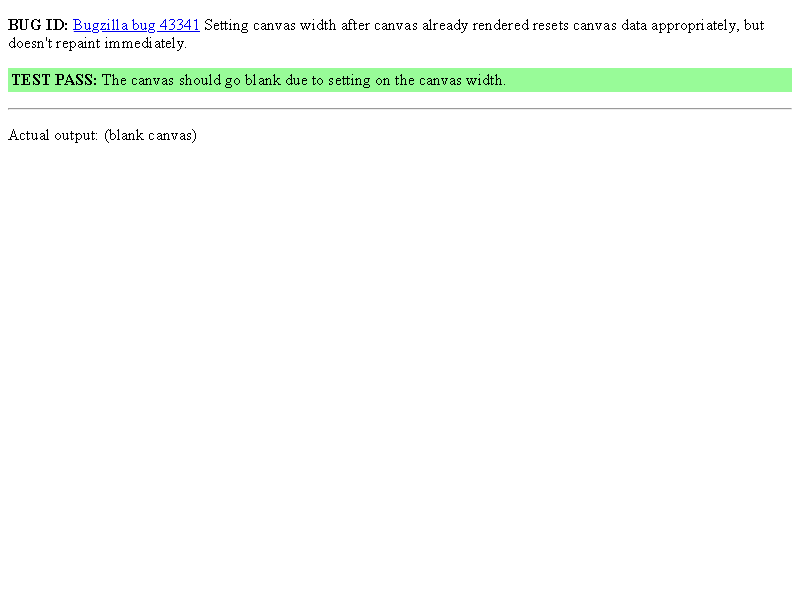 BUG ID: Bugzilla bug 43341 Setting canvas width after canvas already rendered resets canvas data appropriately, but
doesn't repaint immediately.
TEST PASS: The canvas should go blank due to setting on the canvas width.
Actual output: (blank canvas)